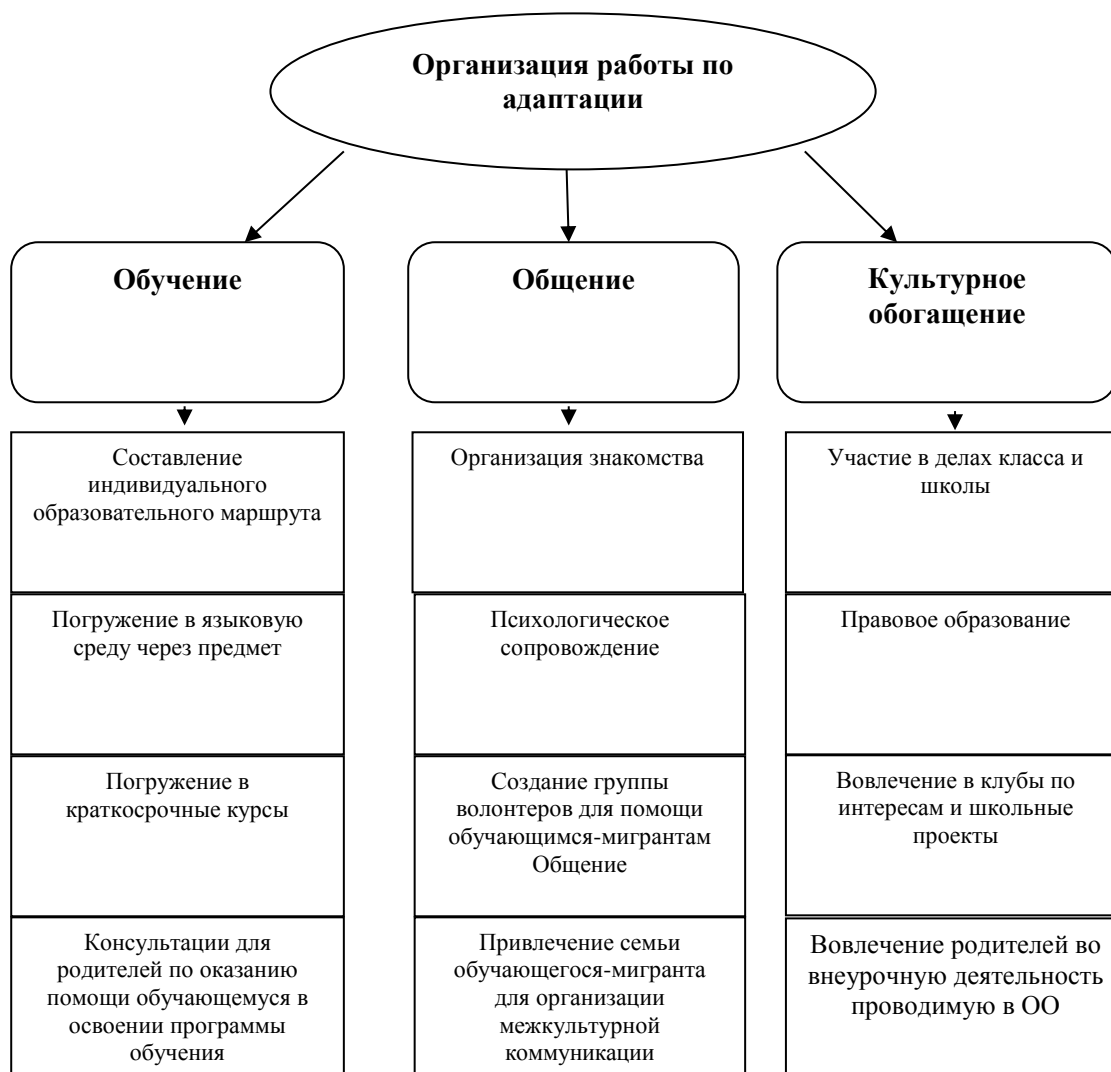 Организация работы по
адаптации
Обучение
Общение
Культурное
обогащение
Составление
индивидуального
образовательного маршрута
Организация знакомства
Участие в делах класса и
школы
Погружение в языковую
среду через предмет
Психологическое
сопровождение
Правовое образование
Погружение в
краткосрочные курсы
Создание группы
волонтеров для помощи
обучающимся-мигрантам
Общение
Вовлечение в клубы по
интересам и школьные
проекты
Консультации для
родителей по оказанию
помощи обучающемуся в
освоении программы
обучения
Привлечение семьи
обучающегося-мигранта
для организации
межкультурной
коммуникации
Вовлечение родителей во
внеурочную деятельность
проводимую в ОО